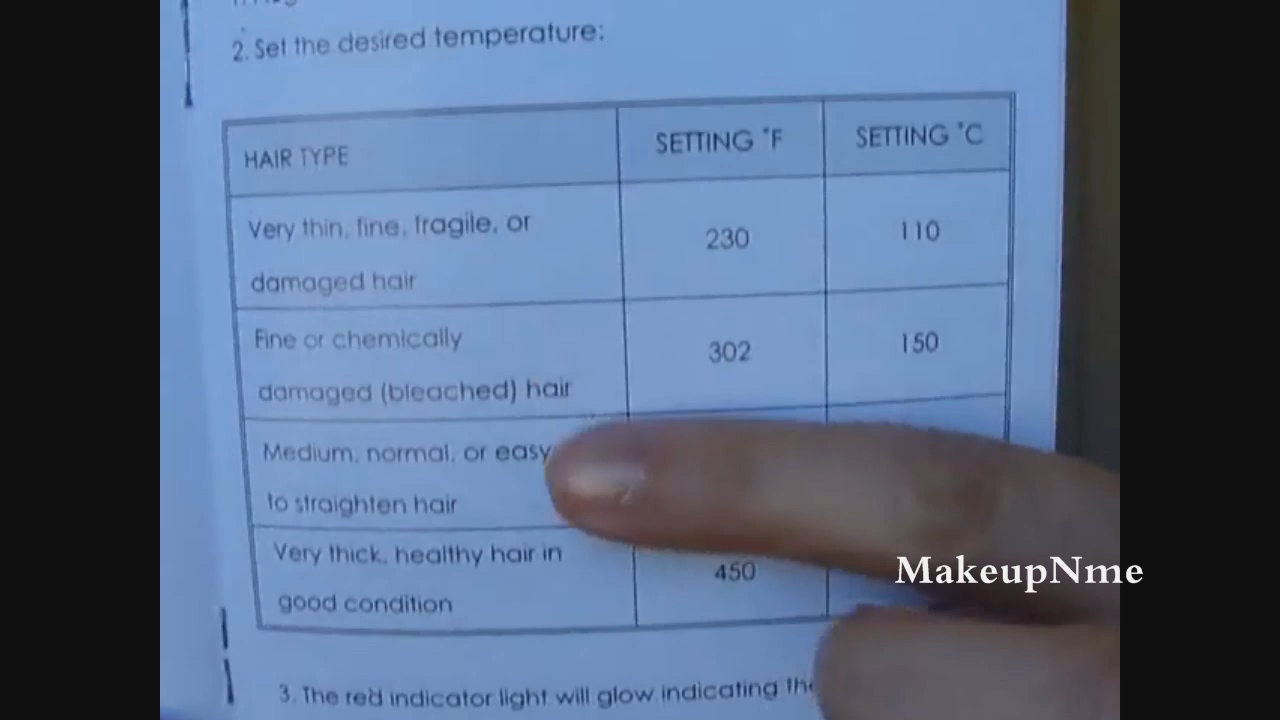 2. Set the desired temperature:
HAIR TYPE SETTING °F SETTING °C
Very thin, fine, fragile, or
damaged hair
230 110
Fine or chemically
damaged (bleached) hair
302 150
Medium, normal, or easy
to straighten hair
Very thick, healthy hair in
good condition
450
3. The red indicator light will glow indicating the
MakeupNme